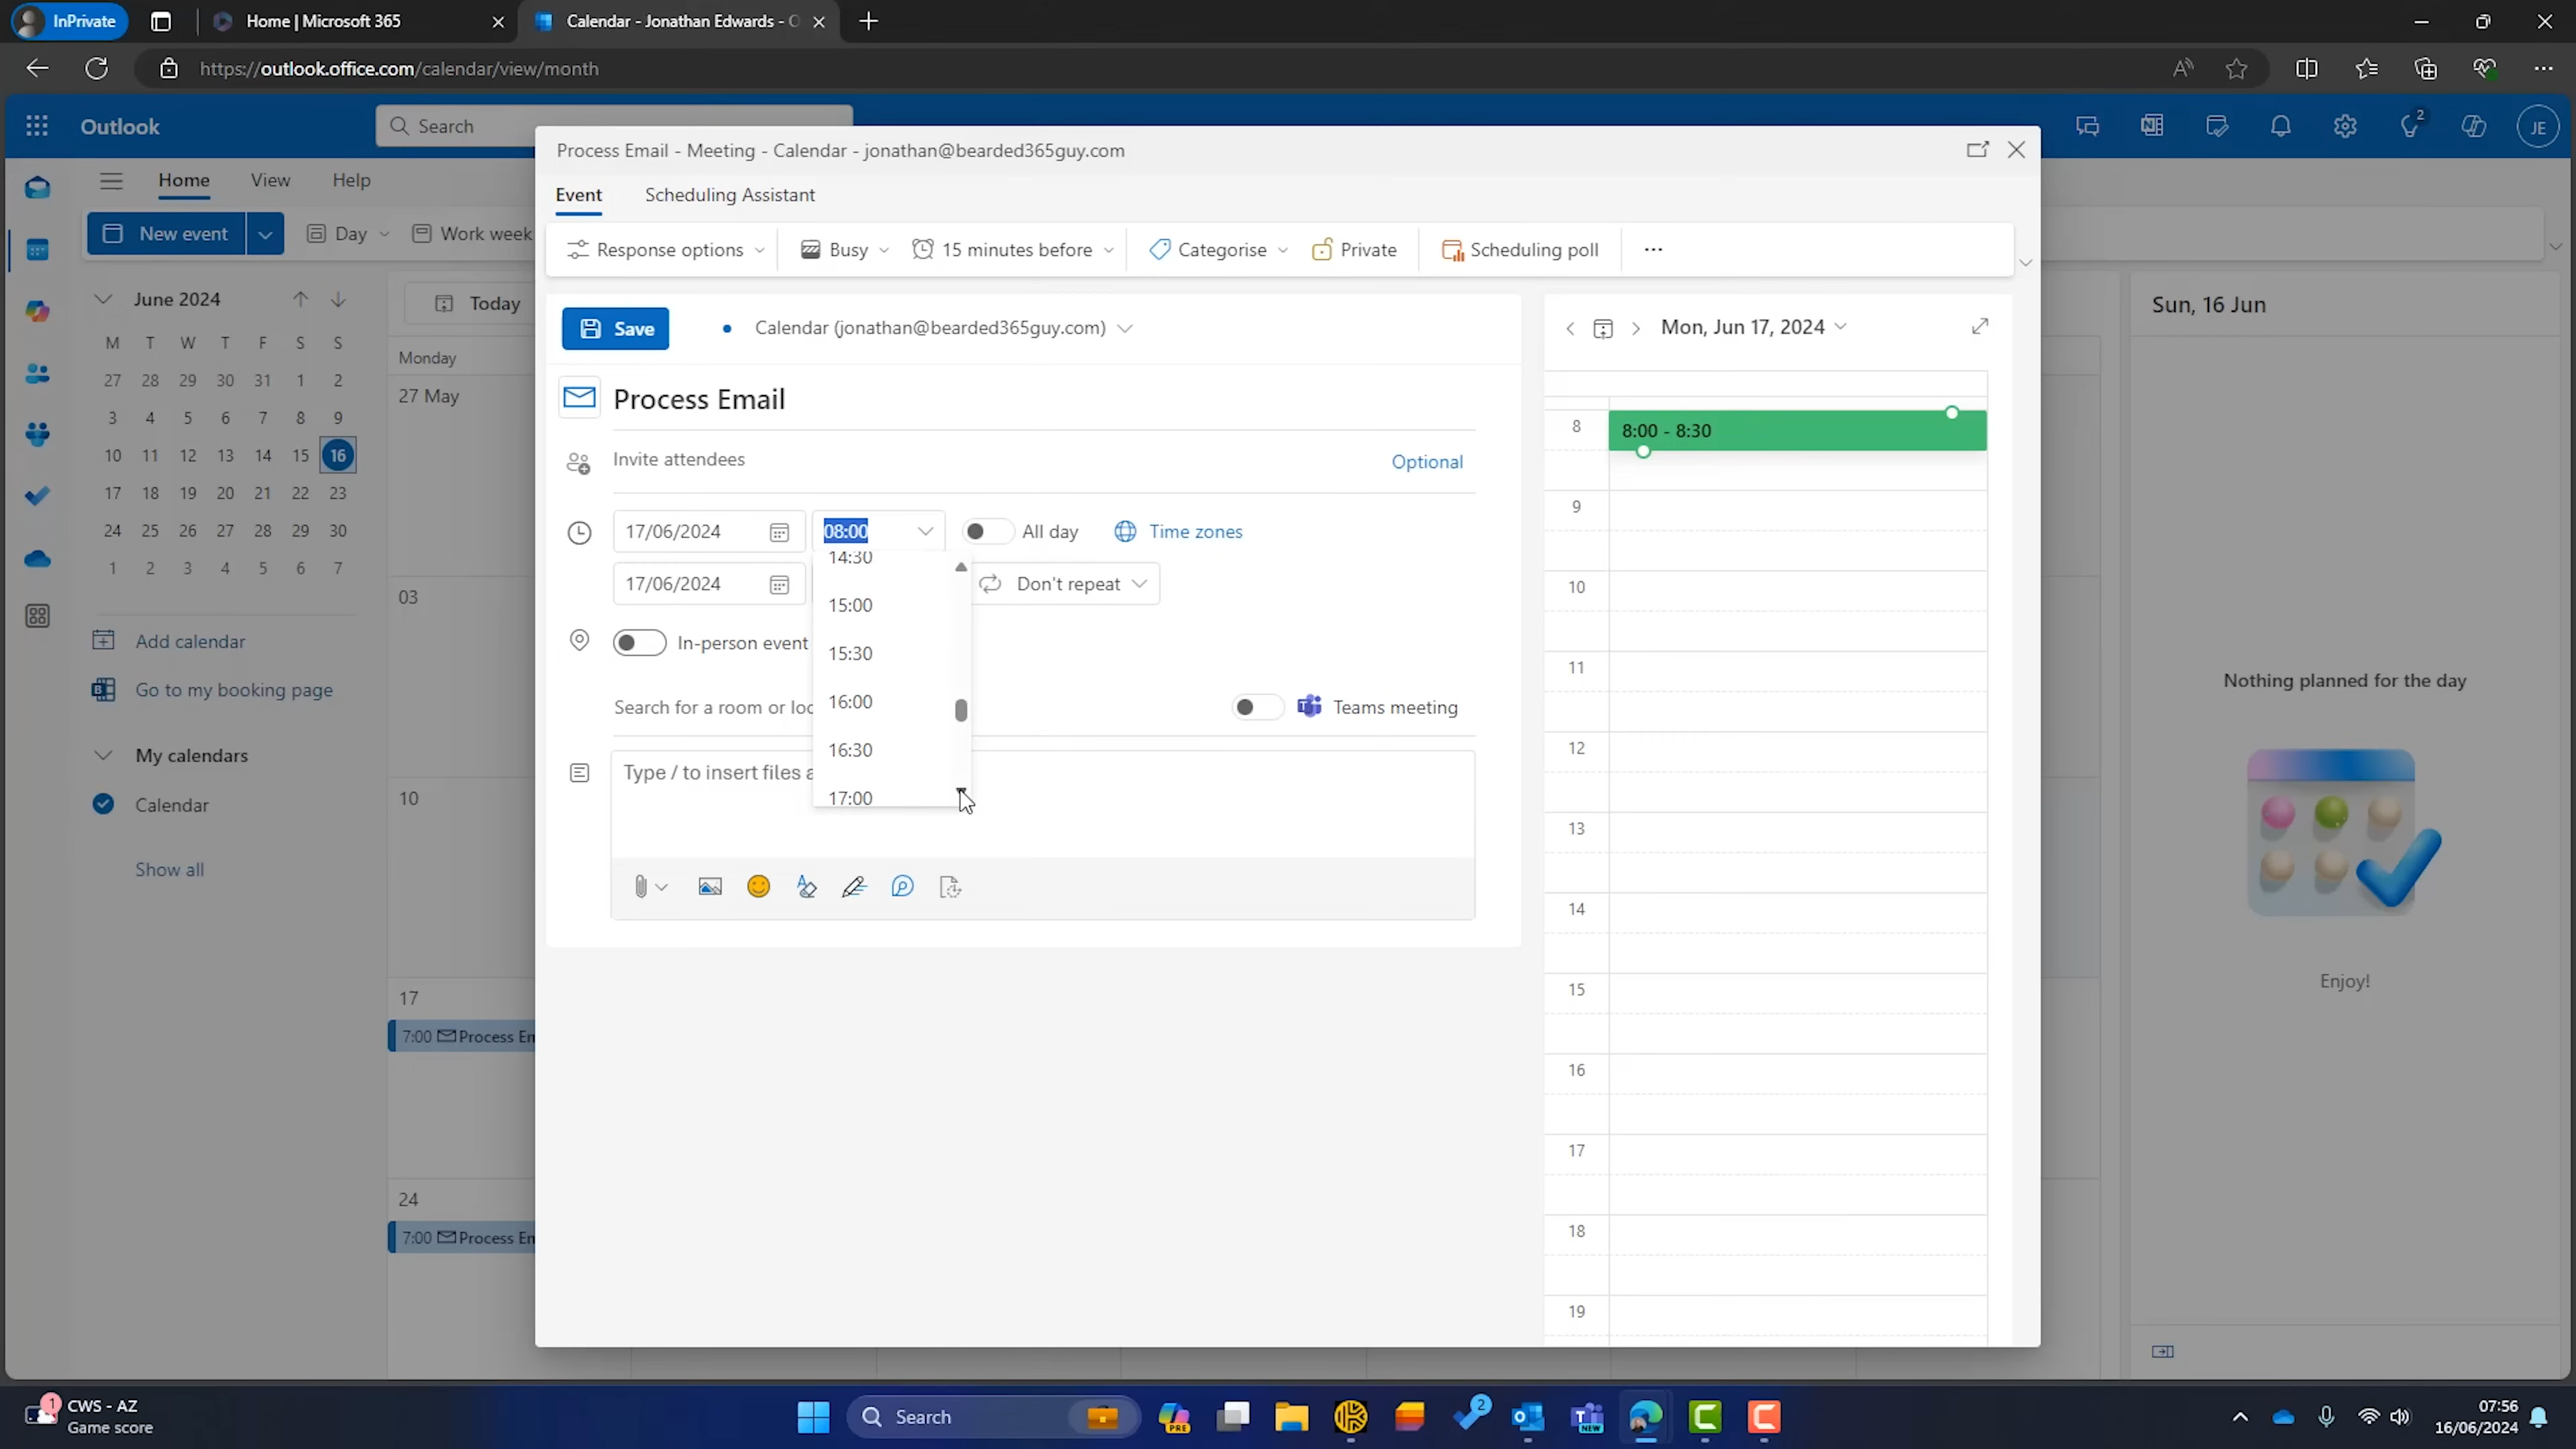 InPrivate
Home | Microsoft 365
Calendar - Jonathan Edwards - O
https://outlook.office.com/calendar/view/month
Outlook
Search
2
JE
Process Email - Meeting - Calendar - jonathan@bearded365guy.com
Home View Help
Event Scheduling Assistant
New event
Day
Work week
Response options
Busy
15 minutes before
Categorise
Private
Scheduling poll
June 2024
M T W T F S S
27 28 29 30 31 1 2
3 4 5 6 7 8 9
10 11 12 13 14 15 16
17 18 19 20 21 22 23
24 25 26 27 28 29 30
1 2 3 4 5 6 7
Add calendar
Go to my booking page
My calendars
Calendar
Show all
Today
Monday
27 May
03
10
17
7:00 Process Em
24
7:00 Process Em
Save
Calendar (jonathan@bearded365guy.com)
Process Email
Invite attendees
Optional
17/06/2024
08:00
All day
Time zones
17/06/2024
Don't repeat
14:30
15:00
15:30
16:00
16:30
17:00
In-person event
Search for a room or loc
Teams meeting
Type / to insert files a
Mon, Jun 17, 2024
8
8:00 - 8:30
9
10
11
12
13
14
15
16
17
18
19
Sun, 16 Jun
Nothing planned for the day
Enjoy!
1
CWS - AZ
Game score
Search
PRE
2
NEW
07:56
16/06/2024